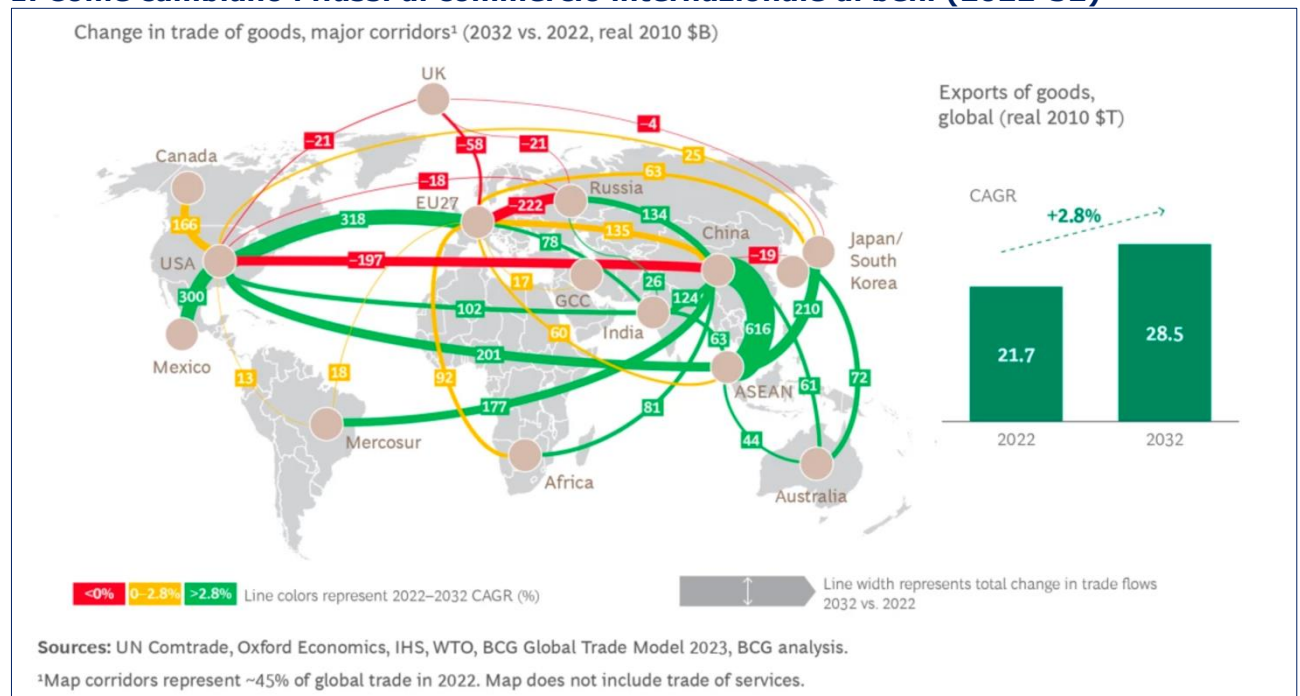 Change in trade of goods, major corridors¹ (2032 vs. 2022, real 2010 $B)
UK
Exports of goods,
global (real 2010 $T)
-4
-21
-58
-21
25
Canada
63
-18
Russia
CAGR
EU27
-222
+2.8%
166
318
134
135
China
78
Japan/
South
Korea
USA
-197
-19
17
GCC
26
124
300
102
India
210
616
60
63
21.7
28.5
201
Mexico
13
18
92
ASEAN
61
72
177
81
Mercosur
44
2022
2032
Africa
Australia
<0%
0–2.8%
>2.8%
Line colors represent 2022–2032 CAGR (%)
Line width represents total change in trade flows
2032 vs. 2022
Sources: UN Comtrade, Oxford Economics, IHS, WTO, BCG Global Trade Model 2023, BCG analysis.
¹Map corridors represent ~45% of global trade in 2022. Map does not include trade of services.